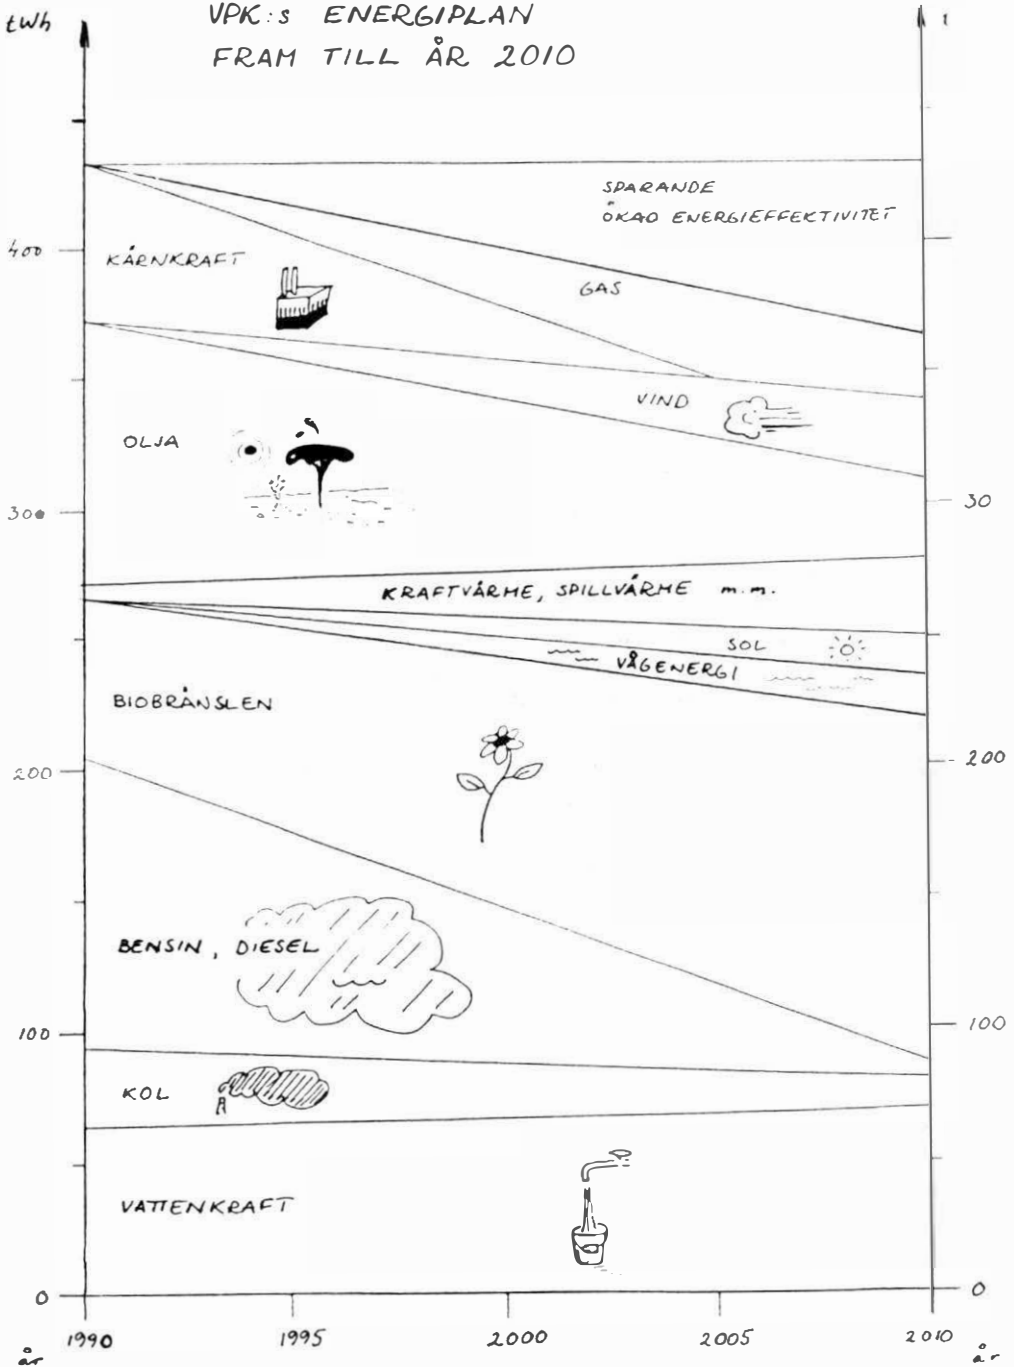 tWh
VPK:s ENERGIPLAN
FRAM TILL ÅR 2010
SPARANDE
ÖKAD ENERGIEFFEKTIVITET
400
KÄRNKRAFT
GAS
VIND
OLJA
300
30
KRAFTVÄRME, SPILLVÄRME m.m.
SOL
VÅGENERGI
BIOBRÄNSLEN
200
200
BENSIN, DIESEL
100
100
KOL
VATTENKRAFT
0
0
1990
1995
2000
2005
2010
år
år